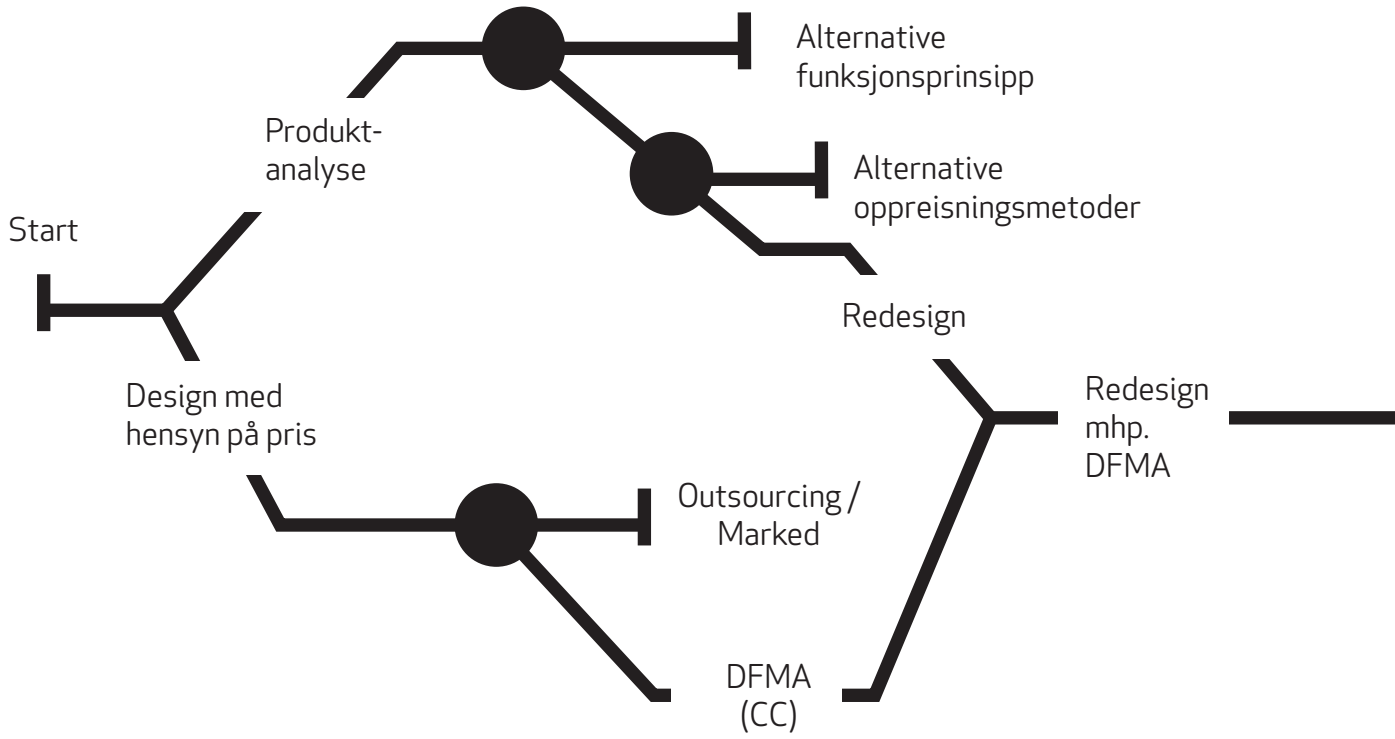 Alternative
funksjonsprinsipp
Produkt-
analyse
Alternative
oppreisningsmetoder
Start
Redesign
Design med
hensyn på pris
Redesign
mhp.
DFMA
Outsourcing /
Marked
DFMA
(CC)